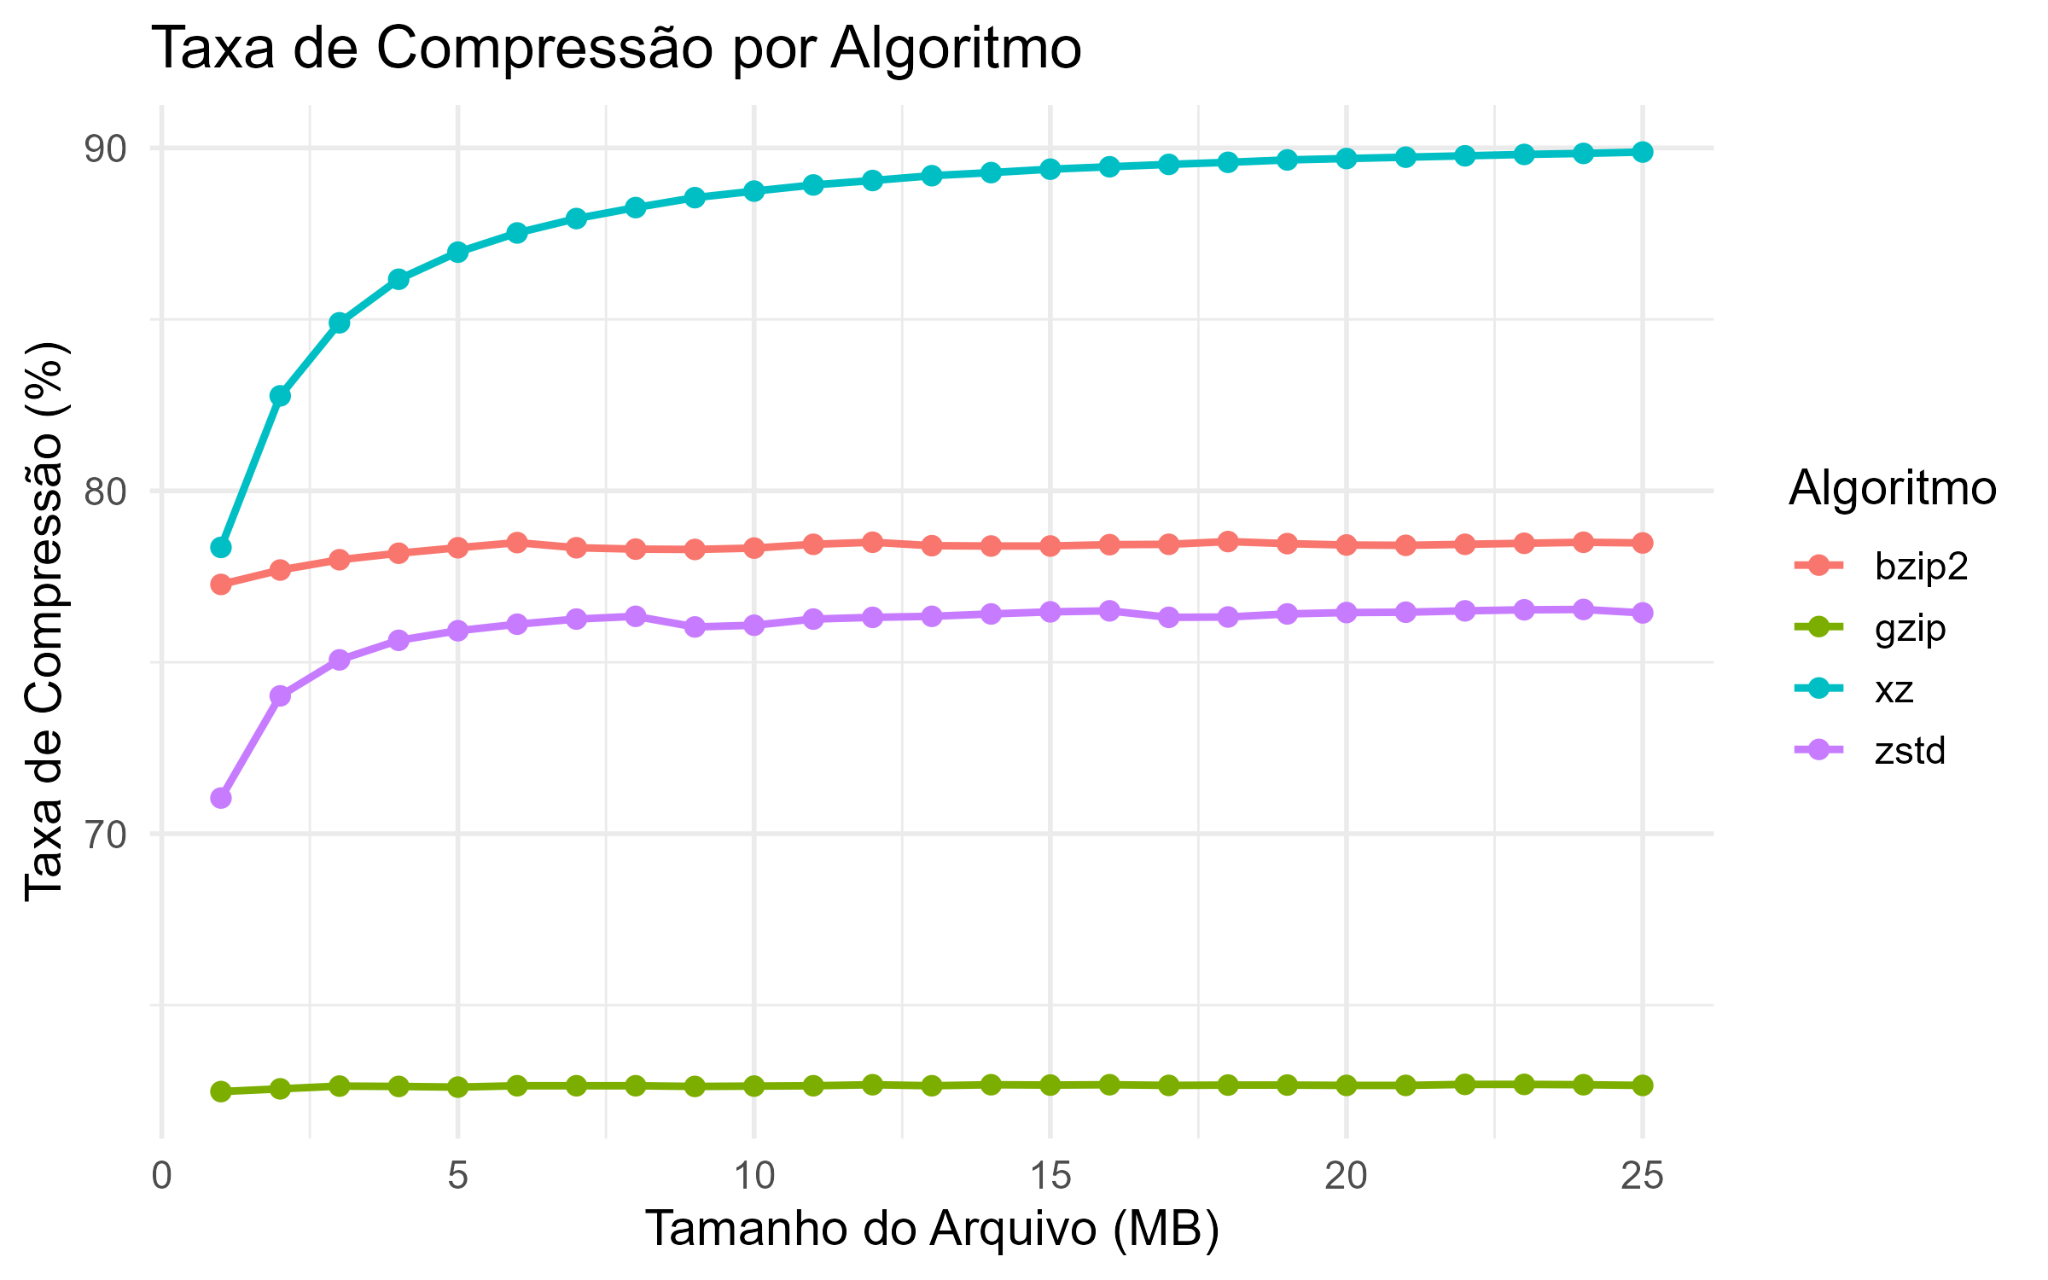 Taxa de Compressão por Algoritmo
Taxa de Compressão (%)
90
80
70
0 5 10 15 20 25
Tamanho do Arquivo (MB)
Algoritmo
bzip2
gzip
xz
zstd